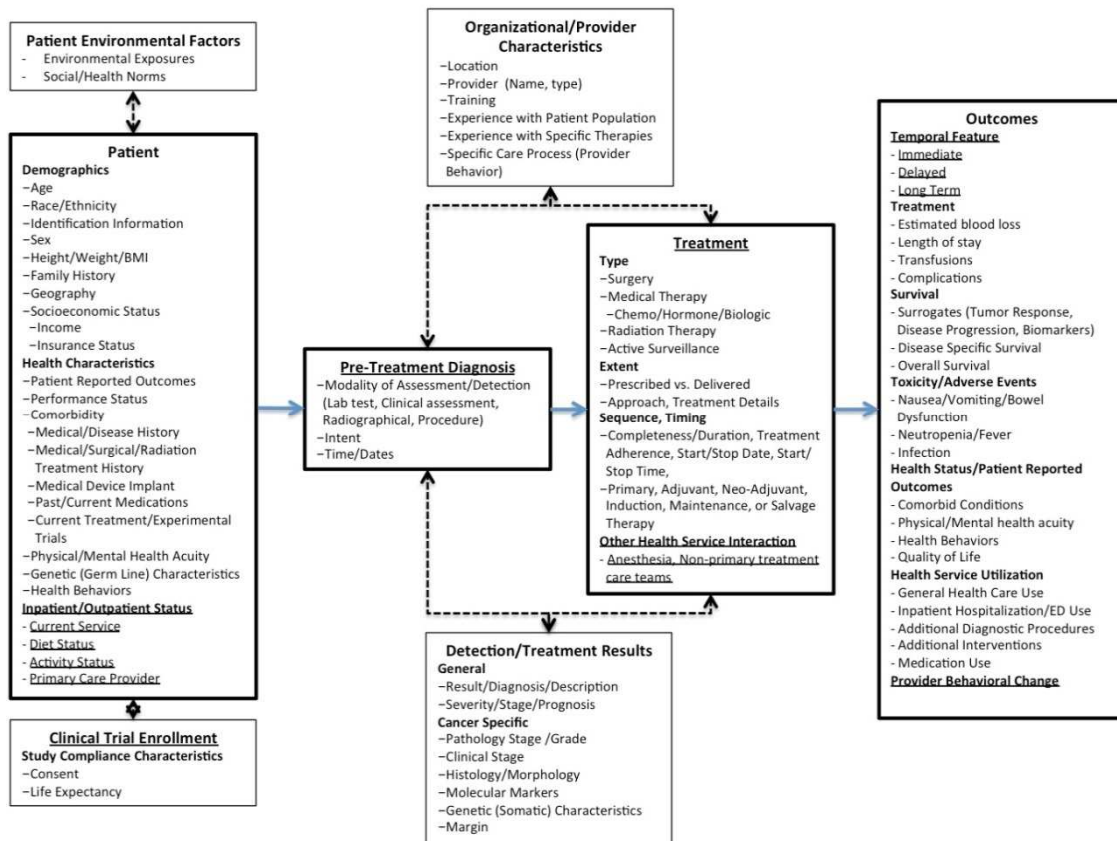 Patient Environmental Factors
- Environmental Exposures
- Social/Health Norms
Patient
Demographics
−Age
−Race/Ethnicity
−Identification Information
−Sex
−Height/Weight/BMI
−Family History
−Geography
−Socioeconomic Status
−Income
−Insurance Status
Health Characteristics
−Patient Reported Outcomes
−Performance Status
−Comorbidity
−Medical/Disease History
−Medical/Surgical/Radiation
Treatment History
−Medical Device Implant
−Past/Current Medications
−Current Treatment/Experimental
Trials
−Physical/Mental Health Acuity
−Genetic (Germ Line) Characteristics
−Health Behaviors
Inpatient/Outpatient Status
- Current Service
- Diet Status
- Activity Status
- Primary Care Provider
Clinical Trial Enrollment
Study Compliance Characteristics
−Consent
−Life Expectancy
Organizational/Provider
Characteristics
−Location
−Provider (Name, type)
−Training
−Experience with Patient Population
−Experience with Specific Therapies
−Specific Care Process (Provider
Behavior)
Pre-Treatment Diagnosis
−Modality of Assessment/Detection
(Lab test, Clinical assessment,
Radiographical, Procedure)
−Intent
−Time/Dates
Detection/Treatment Results
General
−Result/Diagnosis/Description
−Severity/Stage/Prognosis
Cancer Specific
−Pathology Stage /Grade
−Clinical Stage
−Histology/Morphology
−Molecular Markers
−Genetic (Somatic) Characteristics
−Margin
Treatment
Type
−Surgery
−Medical Therapy
−Chemo/Hormone/Biologic
−Radiation Therapy
−Active Surveillance
Extent
−Prescribed vs. Delivered
−Approach, Treatment Details
Sequence, Timing
−Completeness/Duration, Treatment
Adherence, Start/Stop Date, Start/
Stop Time,
−Primary, Adjuvant, Neo-Adjuvant,
Induction, Maintenance, or Salvage
Therapy
Other Health Service Interaction
- Anesthesia, Non-primary treatment
care teams
Outcomes
Temporal Feature
- Immediate
- Delayed
- Long Term
Treatment
- Estimated blood loss
- Length of stay
- Transfusions
- Complications
Survival
- Surrogates (Tumor Response,
Disease Progression, Biomarkers)
- Disease Specific Survival
- Overall Survival
Toxicity/Adverse Events
- Nausea/Vomiting/Bowel
Dysfunction
- Neutropenia/Fever
- Infection
Health Status/Patient Reported
Outcomes
- Comorbid Conditions
- Physical/Mental health acuity
- Health Behaviors
- Quality of Life
Health Service Utilization
- General Health Care Use
- Inpatient Hospitalization/ED Use
- Additional Diagnostic Procedures
- Additional Interventions
- Medication Use
Provider Behavioral Change